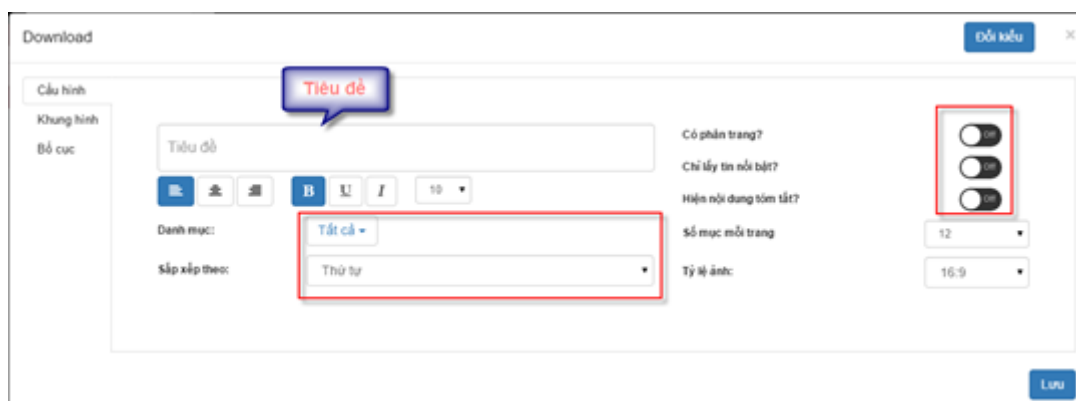 Download
Đổi kiểu
×
Cấu hình
Khung hình
Bố cục
Tiêu đề
Tiêu đề
B U I 10
Danh mục:
Tất cả
Sắp xếp theo:
Thứ tự
Có phân trang?
Off
Chỉ lấy tin nổi bật?
Off
Hiện nội dung tóm tắt?
Off
Số mục mỗi trang
12
Tỷ lệ ảnh:
16:9
Lưu